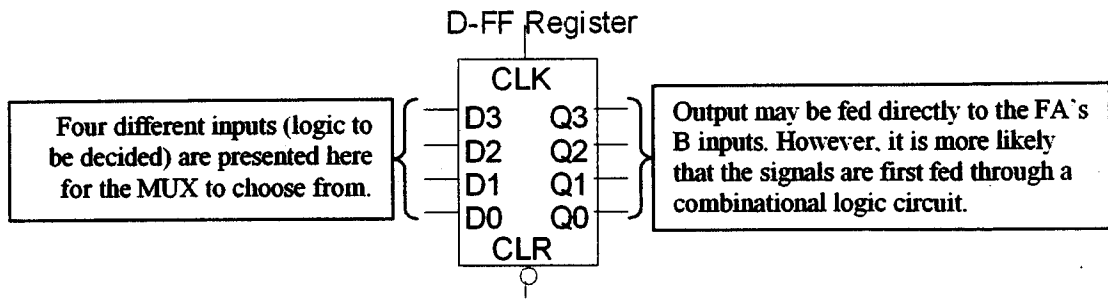 D-FF Register
CLK
Four different inputs (logic to
be decided) are presented here
for the MUX to choose from.
D3 Q3
D2 Q2
D1 Q1
D0 Q0
CLR
Output may be fed directly to the FA`s
B inputs. However, it is more likely
that the signals are first fed through a
combinational logic circuit.